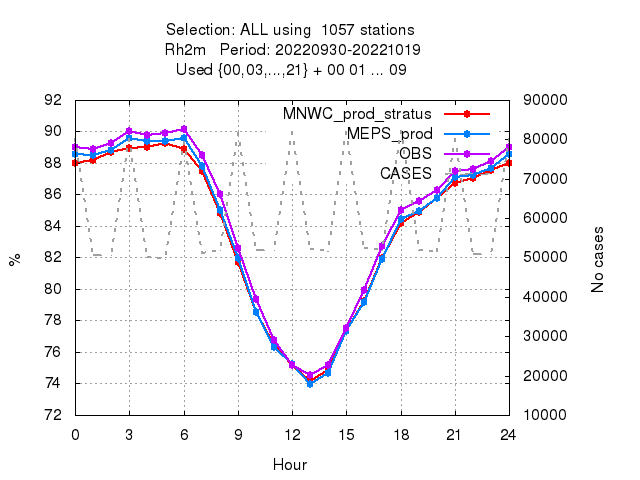 Selection: ALL using  1057 stations
Rh2m   Period: 20220930-20221019
Used {00,03,...,21} + 00 01 ... 09
92 90000
MNWC_prod_stratus
90 80000
MEPS_prod
OBS
88 70000
CASES
86
84 60000
82 50000
%
No cases
80 40000
78 30000
76
74 20000
72 10000
0 3 6 9 12 15 18 21 24
Hour